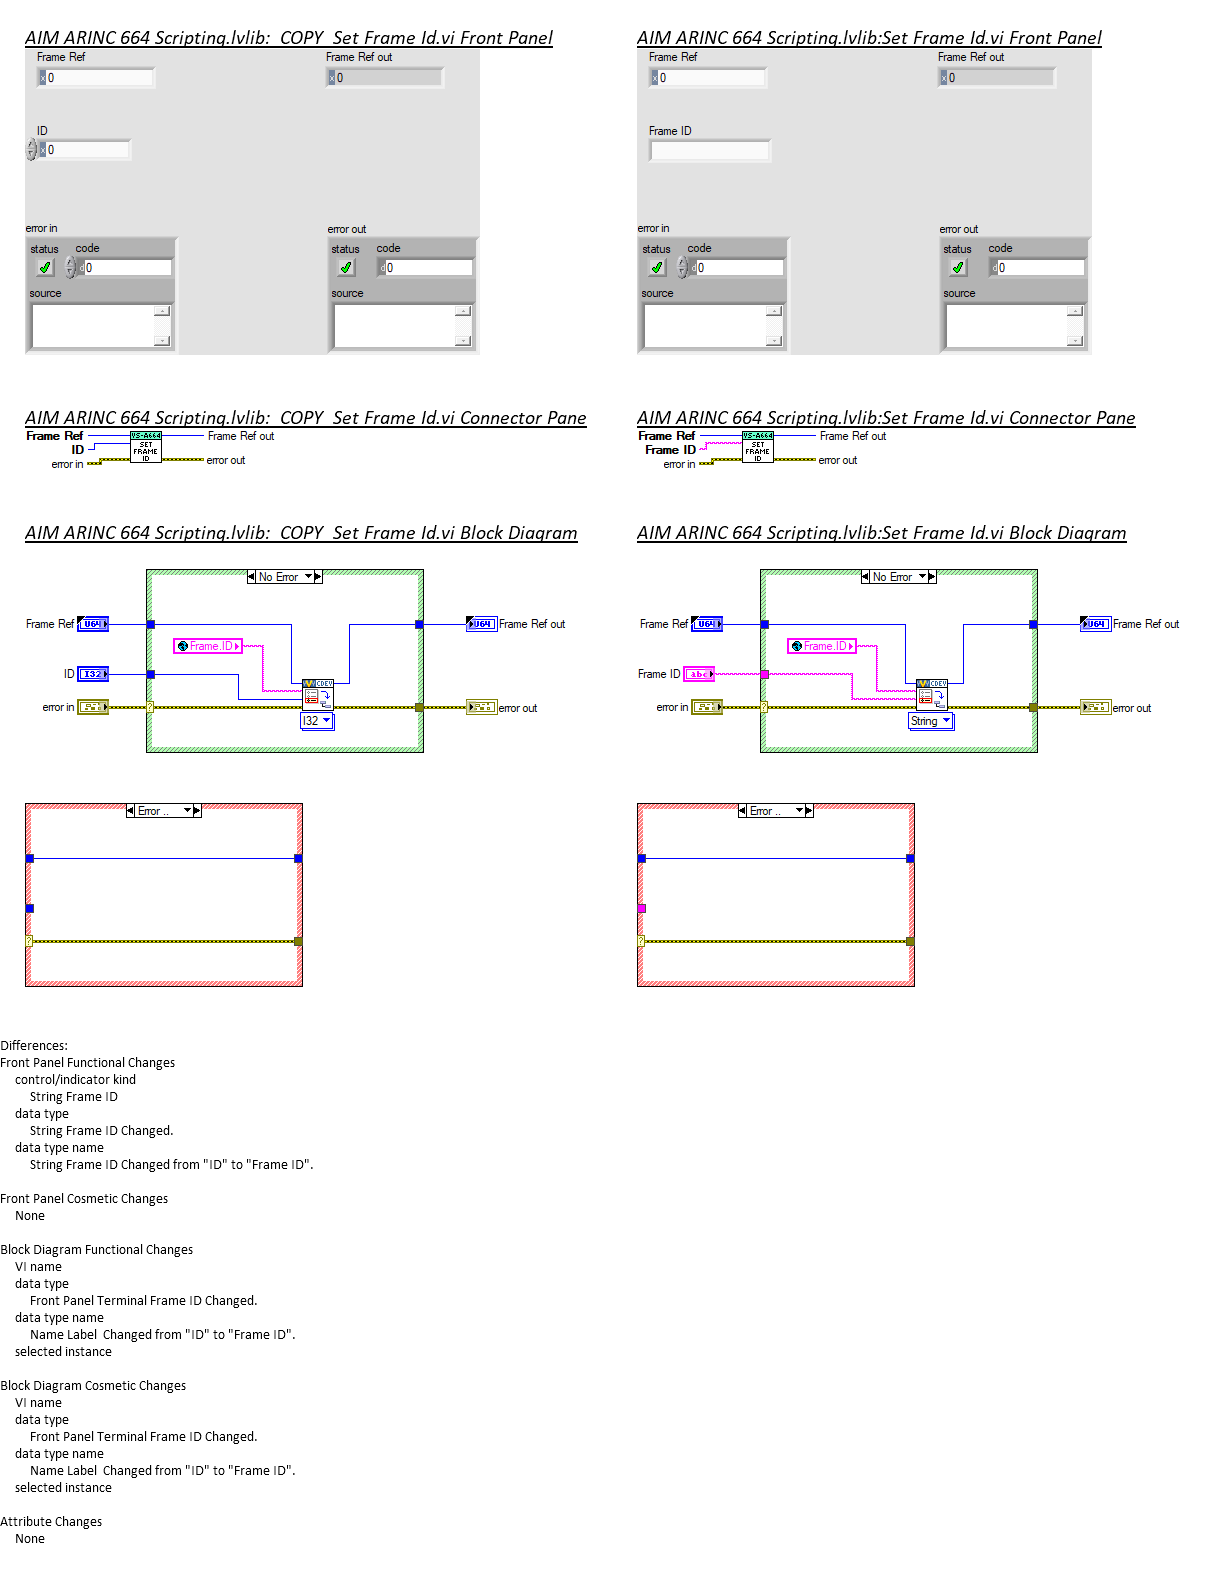 AIM ARINC 664 Scripting.lvlib:  COPY  Set Frame Id.vi Front Panel
Frame Ref
Frame Ref out
x 0
x 0
ID
x 0
error in
error out
status
code
status
code
d 0
d 0
source
source
AIM ARINC 664 Scripting.lvlib:Set Frame Id.vi Front Panel
Frame Ref
Frame Ref out
x 0
x 0
Frame ID
error in
error out
status
code
status
code
d 0
d 0
source
source
AIM ARINC 664 Scripting.lvlib:  COPY  Set Frame Id.vi Connector Pane
Frame Ref
ID
error in
VS-A664
SET
FRAME
ID
Frame Ref out
error out
AIM ARINC 664 Scripting.lvlib:Set Frame Id.vi Connector Pane
Frame Ref
Frame ID
error in
VS-A664
SET
FRAME
ID
Frame Ref out
error out
AIM ARINC 664 Scripting.lvlib:  COPY  Set Frame Id.vi Block Diagram
No Error
Frame Ref
U64
U64
Frame Ref out
Frame.ID
ID
I32
CDEV
error in
?
error out
I32
Error ..
?
AIM ARINC 664 Scripting.lvlib:Set Frame Id.vi Block Diagram
No Error
Frame Ref
U64
U64
Frame Ref out
Frame.ID
Frame ID
abc
CDEV
error in
?
error out
String
Error ..
?
Differences:
Front Panel Functional Changes
control/indicator kind
String Frame ID
data type
String Frame ID Changed.
data type name
String Frame ID Changed from "ID" to "Frame ID".
Front Panel Cosmetic Changes
None
Block Diagram Functional Changes
VI name
data type
Front Panel Terminal Frame ID Changed.
data type name
Name Label  Changed from "ID" to "Frame ID".
selected instance
Block Diagram Cosmetic Changes
VI name
data type
Front Panel Terminal Frame ID Changed.
data type name
Name Label  Changed from "ID" to "Frame ID".
selected instance
Attribute Changes
None